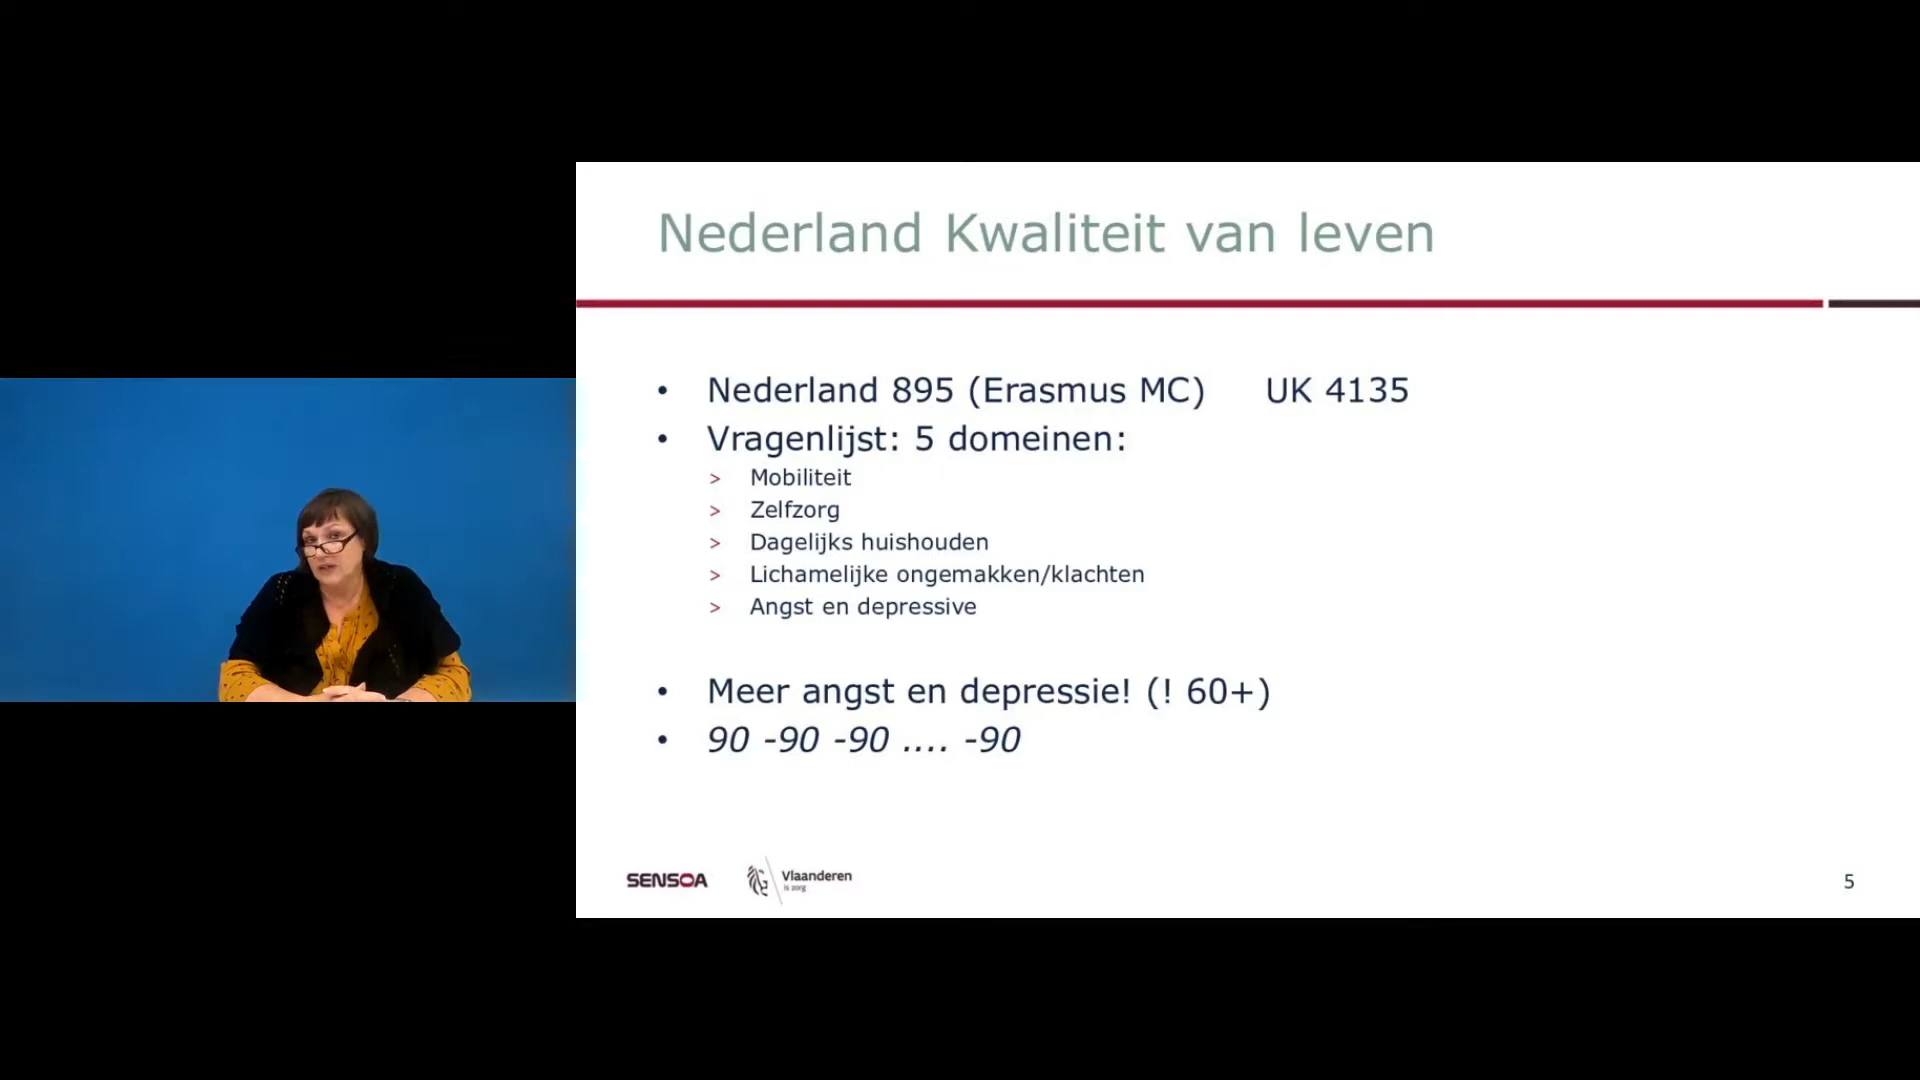 Nederland Kwaliteit van leven
• Nederland 895 (Erasmus MC) UK 4135
• Vragenlijst: 5 domeinen:
> Mobiliteit
> Zelfzorg
> Dagelijks huishouden
> Lichamelijke ongemakken/klachten
> Angst en depressive
• Meer angst en depressie! (! 60+)
• 90 -90 -90 .... -90
SENSOA
Vlaanderen
is zorg
5